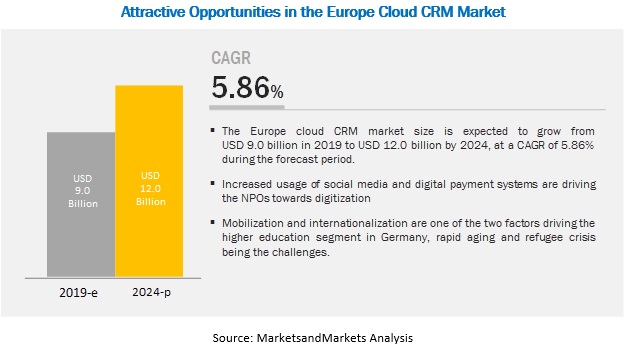 Attractive Opportunities in the Europe Cloud CRM Market
CAGR
5.86%
▪ The Europe cloud CRM market size is expected to grow from
USD 9.0 billion in 2019 to USD 12.0 billion by 2024, at a CAGR of 5.86%
during the forecast period.
▪ Increased usage of social media and digital payment systems are driving
the NPOs towards digitization
▪ Mobilization and internationalization are one of the two factors driving the
higher education segment in Germany, rapid aging and refugee crisis
being the challenges.
USD
9.0
Billion
USD
12.0
Billion
2019-e
2024-p
Source: MarketsandMarkets Analysis